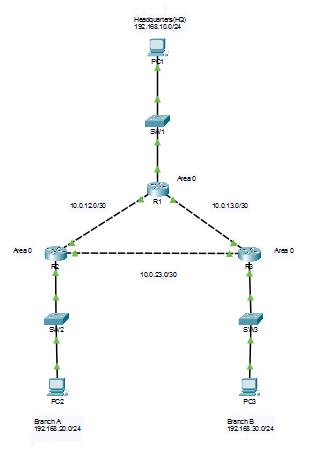 Headquarters(HQ)
192.168.10.0/24
PC1
SW1
Area 0
R1
10.0.12.0/30
10.0.13.0/30
Area 0
R2
R3
Area 0
10.0.23.0/30
SW2
SW3
PC2
PC3
Branch A
192.168.20.0/24
Branch B
192.168.30.0/24